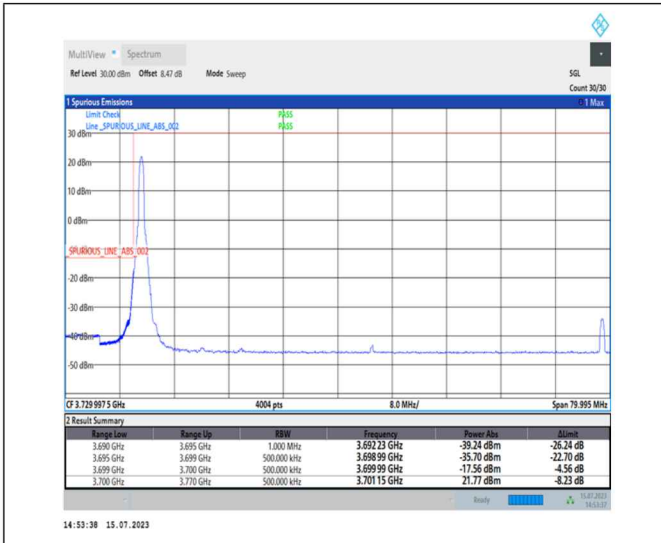 MultiView Spectrum
Ref Level 30.00 dBm Offset 8.47 dB Mode Sweep SGL
Count 30/30
1 Spurious Emissions 1 Max
Limit Check PASS
Line _SPURIOUS_LINE_ABS_002 PASS
30 dBm
20 dBm
10 dBm
0 dBm
_SPURIOUS_LINE_ABS_002
-20 dBm
-30 dBm
-40 dBm
-50 dBm
CF 3.729 997 5 GHz 4004 pts 8.0 MHz/ Span 79.995 MHz
2 Result Summary
Range Low Range Up RBW Frequency Power Abs ΔLimit
3.690 GHz 3.695 GHz 1.000 MHz 3.692 23 GHz -39.24 dBm -26.24 dB
3.695 GHz 3.699 GHz 500.000 kHz 3.698 99 GHz -35.70 dBm -22.70 dB
3.699 GHz 3.700 GHz 500.000 kHz 3.699 99 GHz -17.56 dBm -4.56 dB
3.700 GHz 3.770 GHz 500.000 kHz 3.701 15 GHz 21.77 dBm -8.23 dB
Ready 15.07.2023
14:53:37
14:53:38 15.07.2023